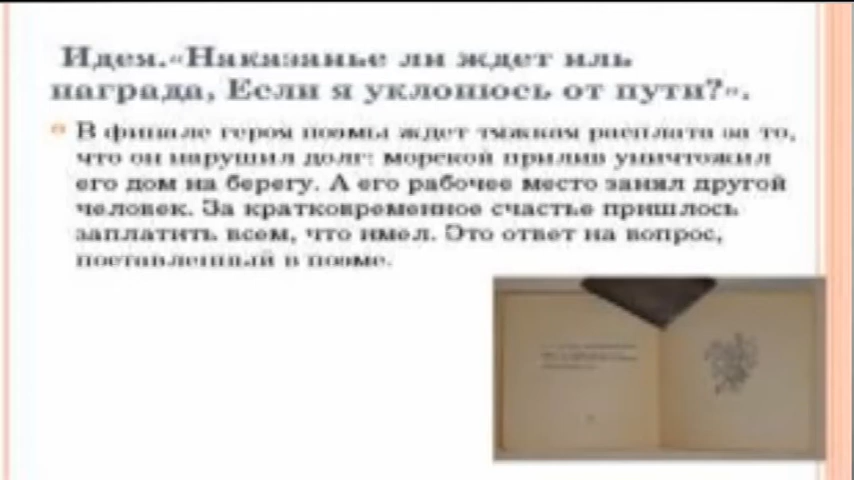 Идея.«Наказанье ли ждет иль
награда, Если я уклонюсь от пути?».
В финале героя поэмы ждет тяжкая расплата за то,
что он нарушил долг: морской прилив уничтожил
его дом на берегу. А его рабочее место занял другой
человек. За кратковременное счастье пришлось
заплатить всем, что имел. Это ответ на вопрос,
поставленный в поэме.